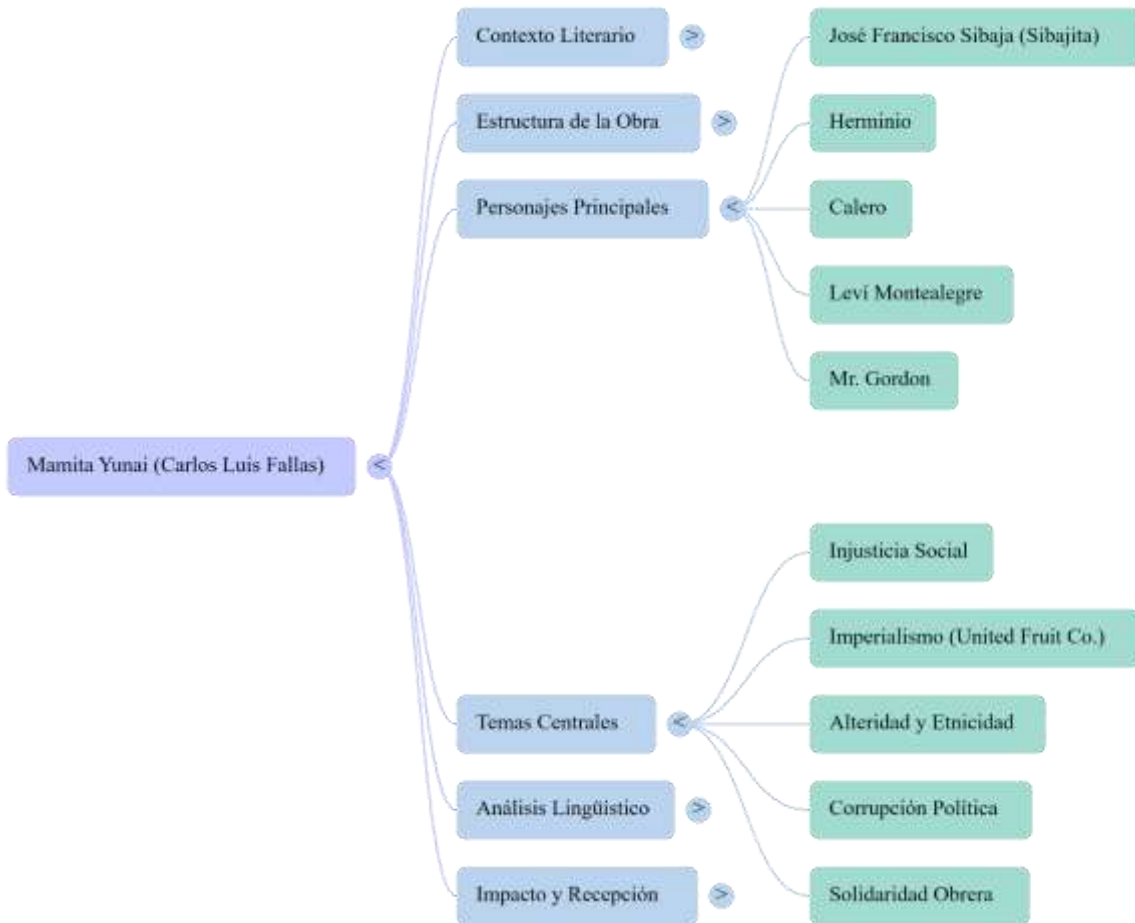 Mamita Yunai (Carlos Luis Fallas)
<
Contexto Literario
>
Estructura de la Obra
>
Personajes Principales
<
José Francisco Sibaja (Sibajita)
Herminio
Calero
Leví Montealegre
Mr. Gordon
Temas Centrales
<
Injusticia Social
Imperialismo (United Fruit Co.)
Alteridad y Etnicidad
Corrupción Política
Solidaridad Obrera
Análisis Lingüístico
>
Impacto y Recepción
>